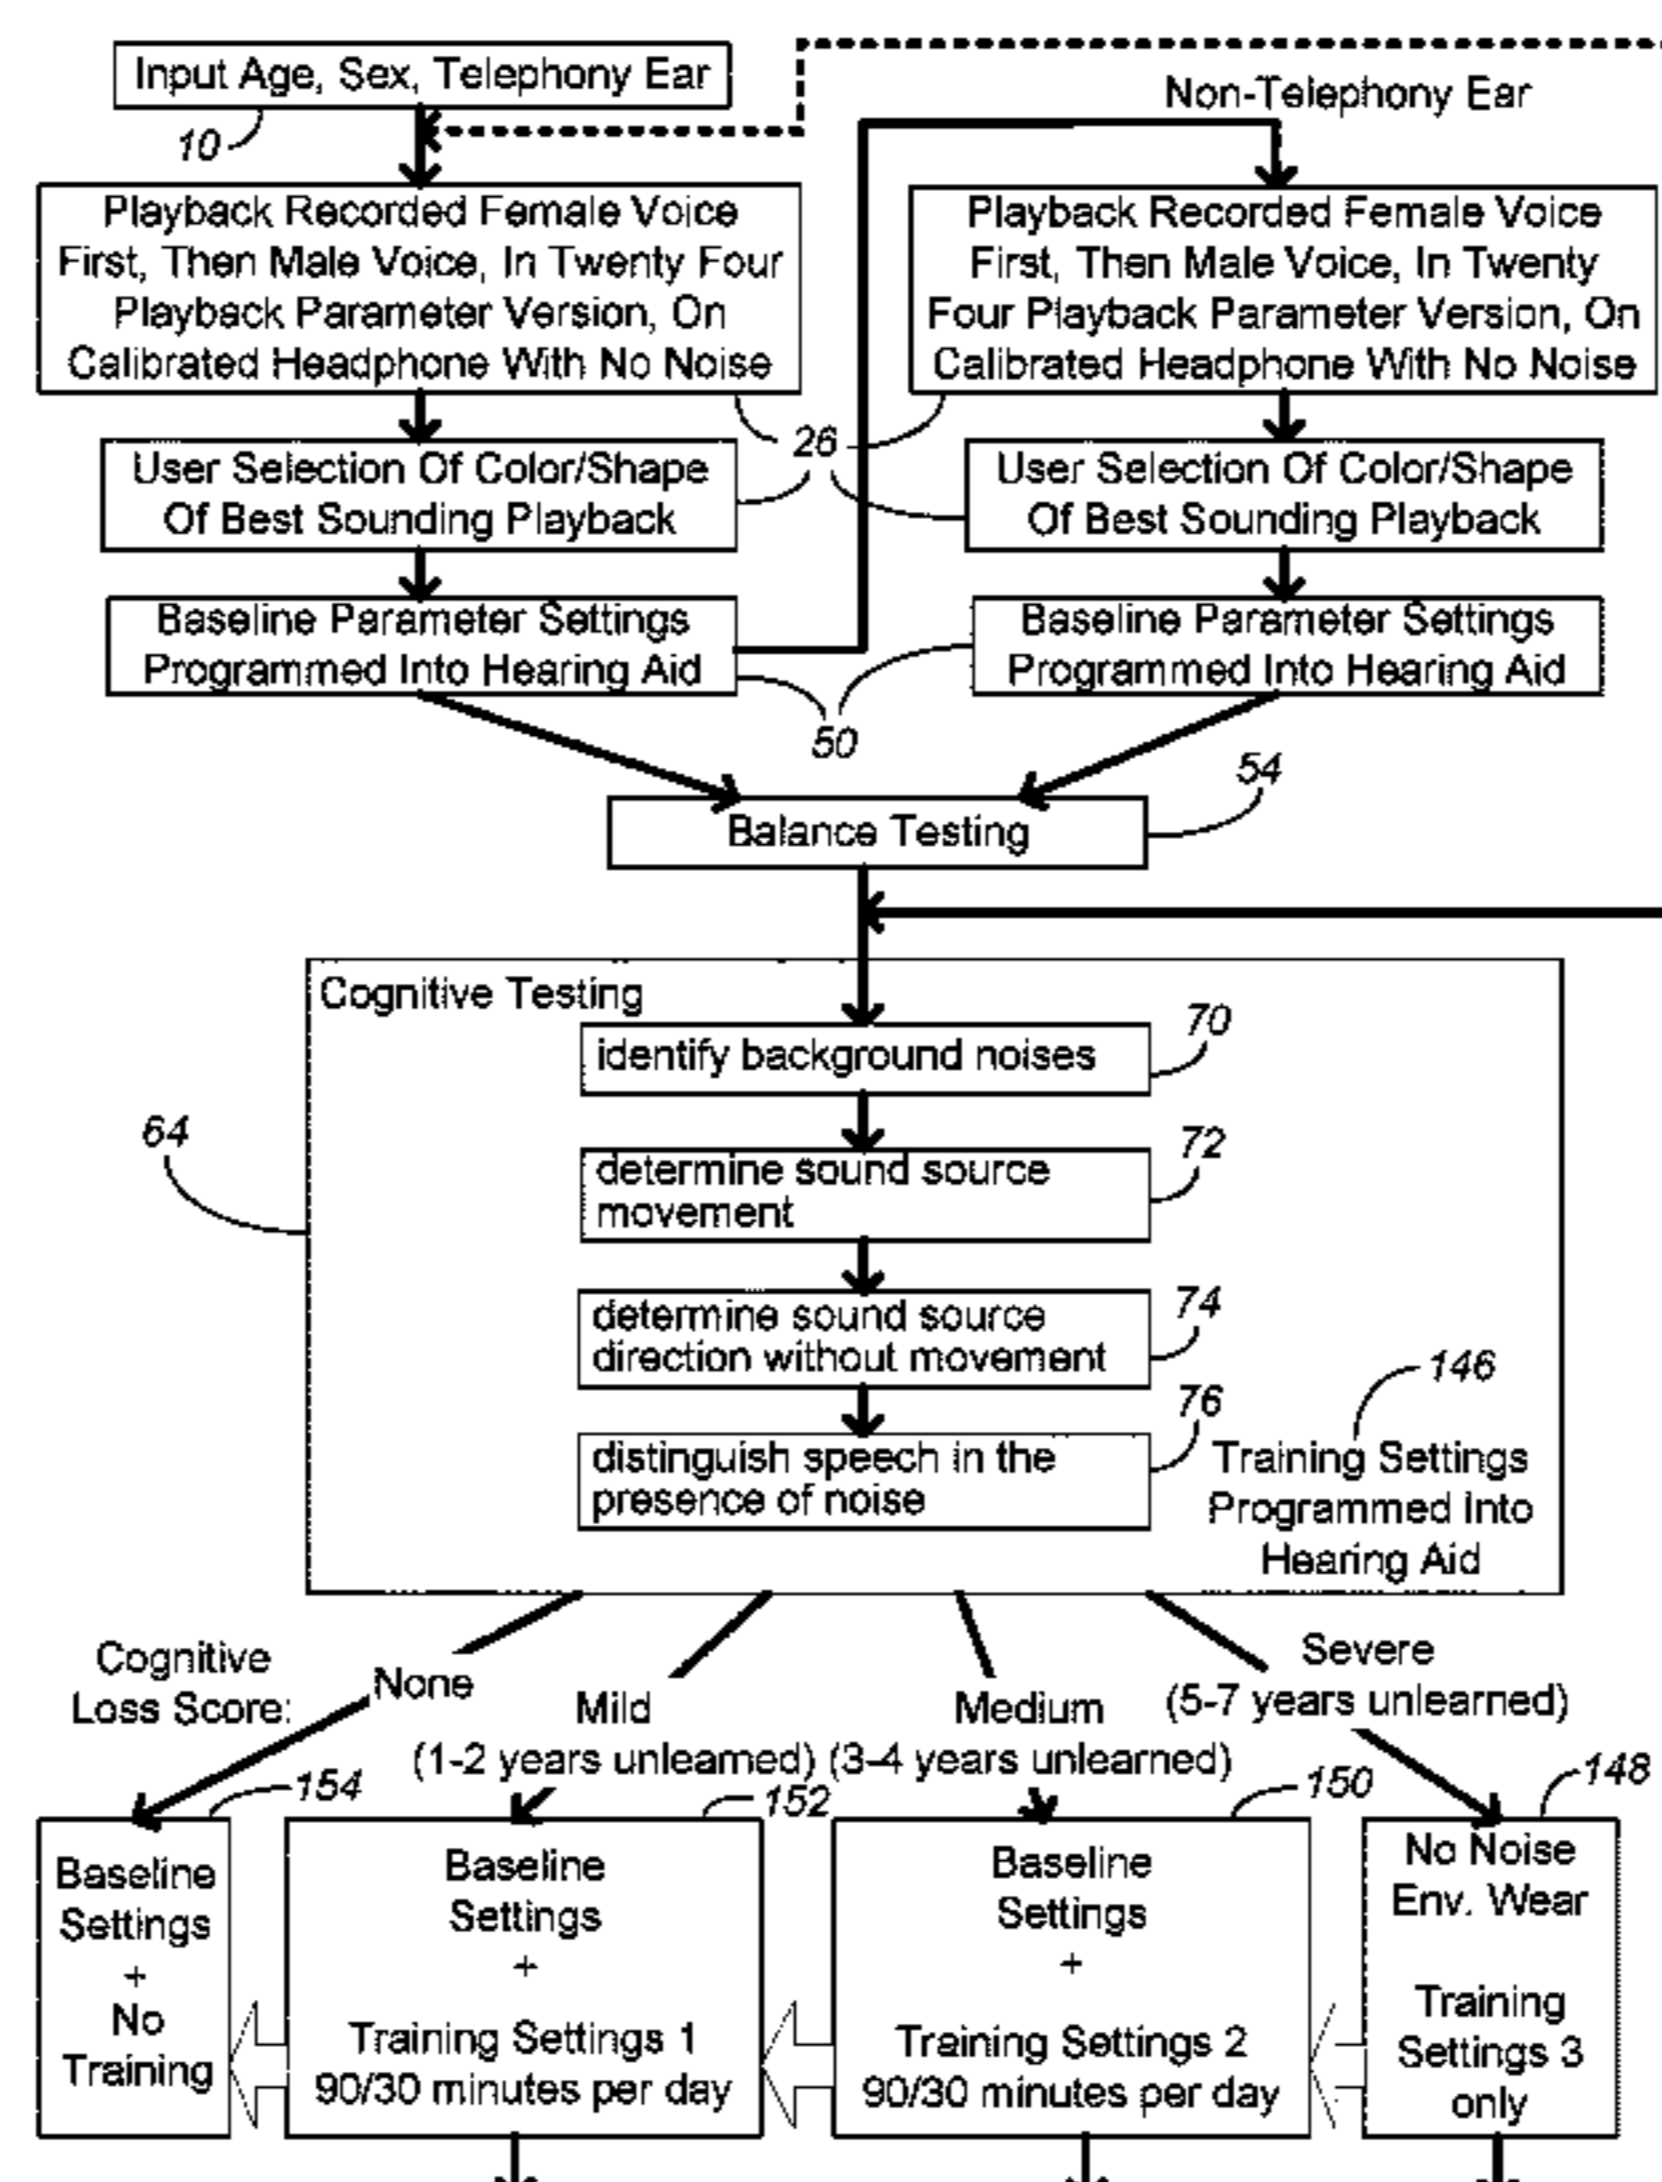 Input Age, Sex, Telephony Ear
Non-Telephony Ear
10
Playback Recorded Female Voice
First, Then Male Voice, In Twenty Four
Playback Parameter Version, On
Calibrated Headphone With No Noise
Playback Recorded Female Voice
First, Then Male Voice, In Twenty
Four Playback Parameter Version, On
Calibrated Headphone With No Noise
26
User Selection Of Color/Shape
Of Best Sounding Playback
User Selection Of Color/Shape
Of Best Sounding Playback
Baseline Parameter Settings
Programmed Into Hearing Aid
Baseline Parameter Settings
Programmed Into Hearing Aid
50
54
Balance Testing
Cognitive Testing
70
identify background noises
64
72
determine sound source
movement
74
determine sound source
direction without movement
146
76
distinguish speech in the
presence of noise
Training Settings
Programmed Into
Hearing Aid
Cognitive
Loss Score:
None
Mild
(1-2 years unlearned)
Medium
(3-4 years unlearned)
Severe
(5-7 years unlearned)
154
152
150
148
Baseline
Settings
+
No
Training
Baseline
Settings
+
Training Settings 1
90/30 minutes per day
Baseline
Settings
+
Training Settings 2
90/30 minutes per day
No Noise
Env. Wear
Training
Settings 3
only